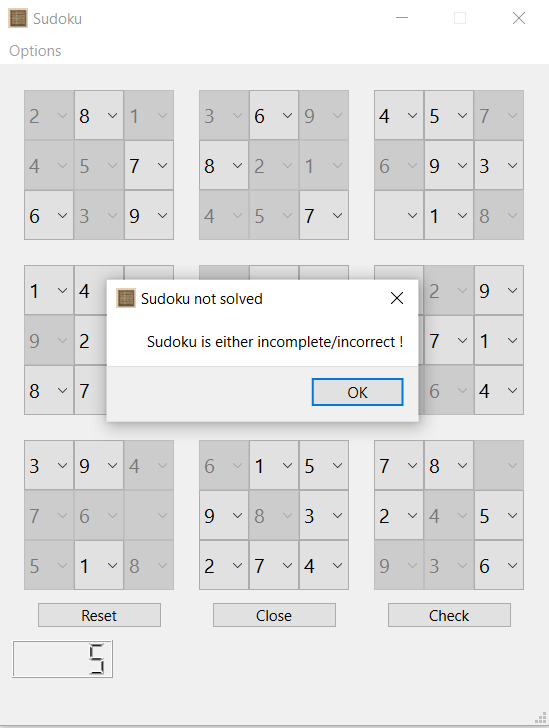 Sudoku
Options
2 8 1 3 6 9 4 5 7
4 5 7 8 2 1 6 9 3
6 3 9 4 5 7 1 8
1 4 2 9
Sudoku not solved
9 2 7 1
Sudoku is either incomplete/incorrect !
8 7 6 4
OK
3 9 4 6 1 5 7 8
7 6 9 8 3 2 4 5
5 1 8 2 7 4 9 3 6
Reset Close Check
5